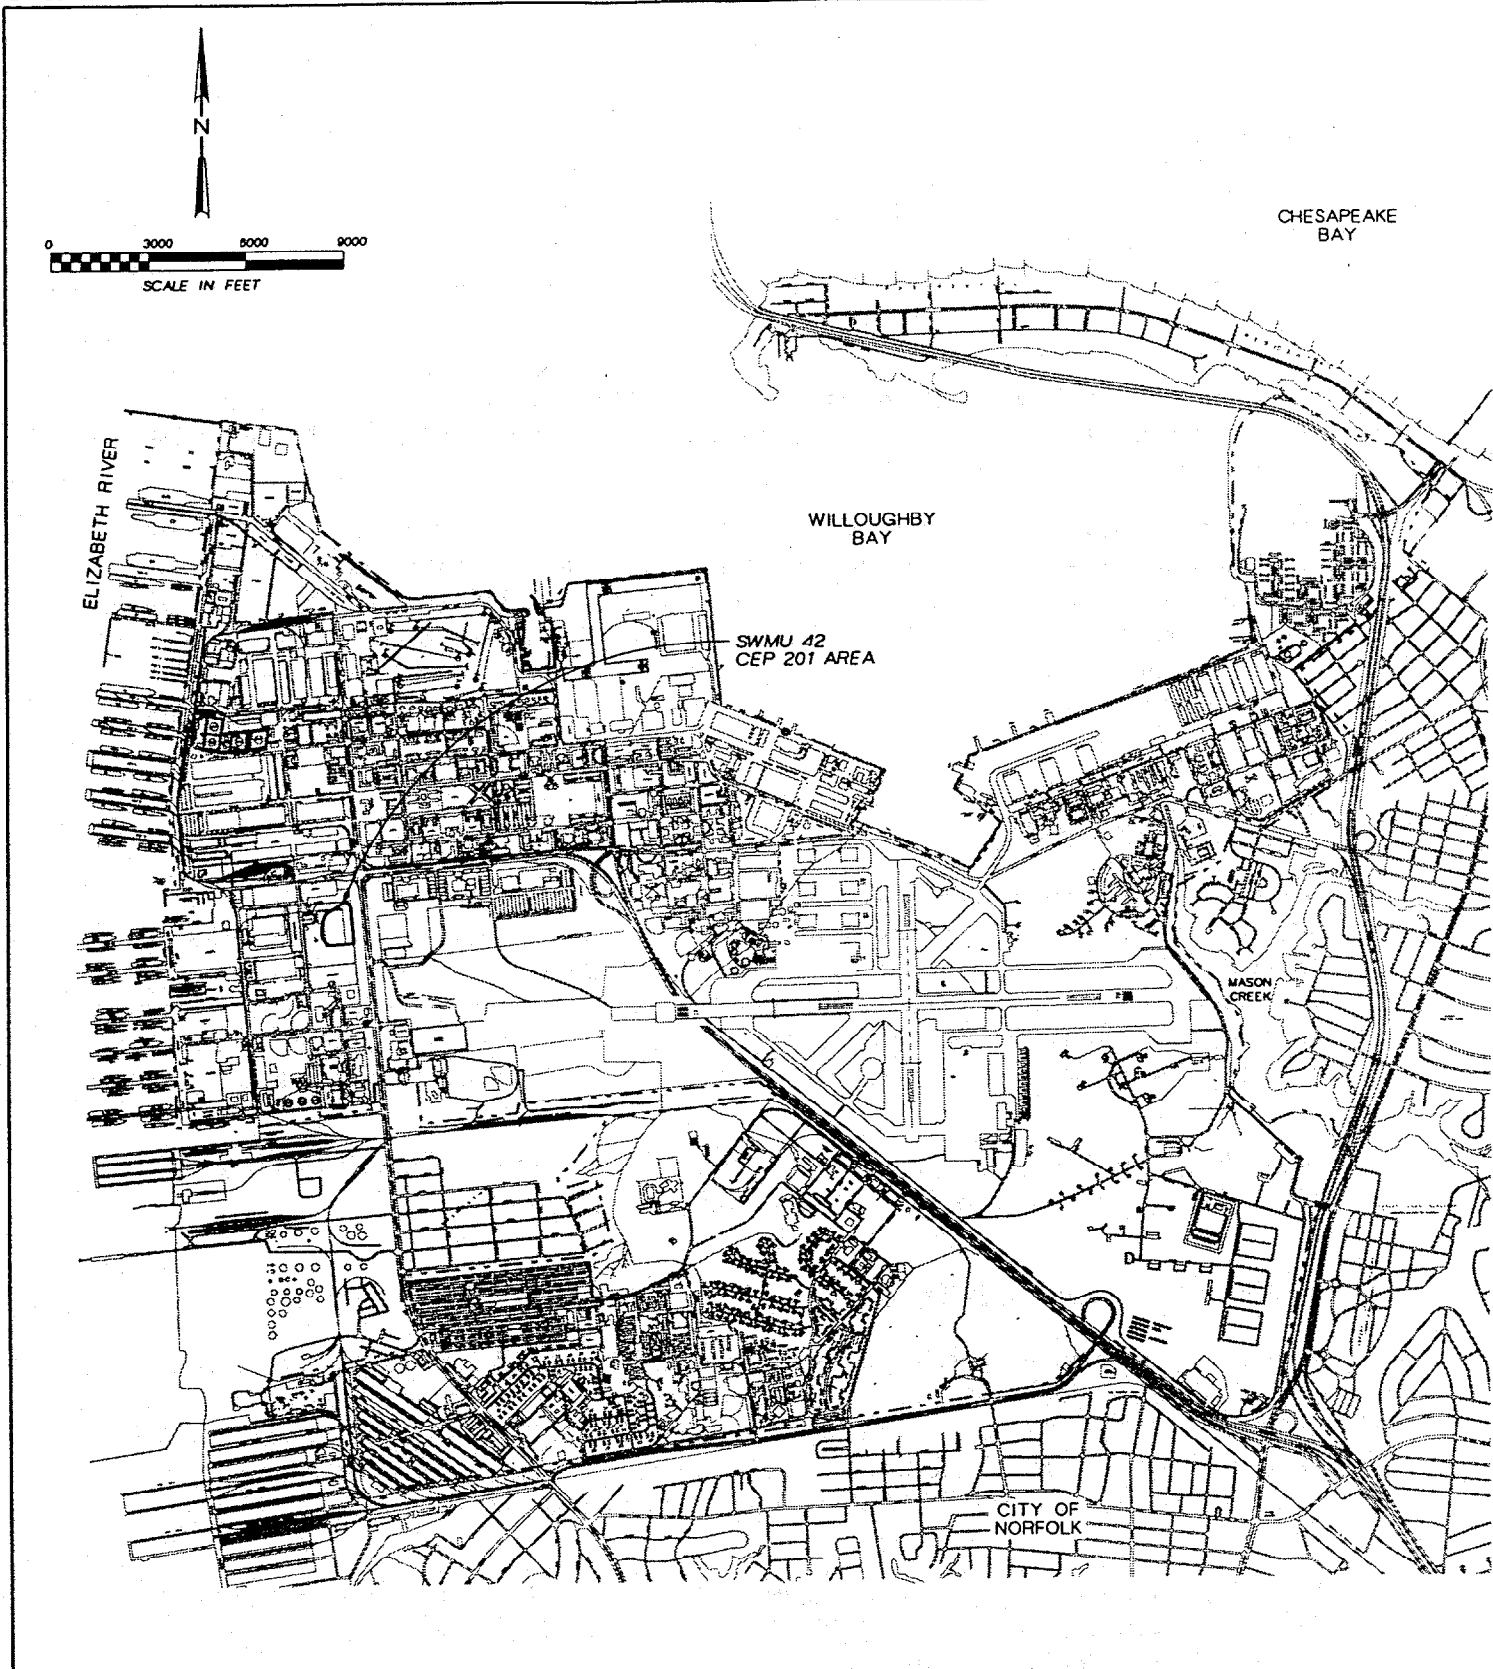 N
0 3000 6000 9000
SCALE IN FEET
CHESAPEAKE
BAY
ELIZABETH RIVER
WILLOUGHBY
BAY
SWMU 42
CEP 201 AREA
MASON
CREEK
CITY OF
NORFOLK